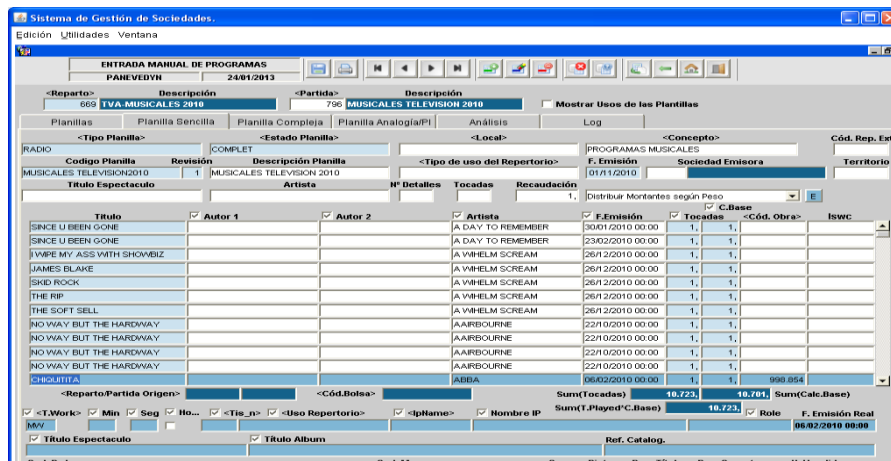 Sistema de Gestión de Sociedades.
Edición Utilidades Ventana
ENTRADA MANUAL DE PROGRAMAS
PANEVEDYN 24/01/2013
<Reparto> Descripción <Partida> Descripción
669 TVA-MUSICALES 2010 796 MUSICALES TELEVISION 2010 Mostrar Usos de las Plantillas
Planillas Planilla Sencilla Planilla Compleja Planilla Analogía/PI Análisis Log
<Tipo Planilla> <Estado Planilla> <Local> <Concepto> Cód. Rep. Ext
RADIO COMPLET PROGRAMAS MUSICALES
Codigo Planilla Revisión Descripción Planilla <Tipo de uso del Repertorio> F. Emisión Sociedad Emisora Territorio
MUSICALES TELEVISION2010 1 MUSICALES TELEVISION 2010 01/11/2010
Titulo Espectaculo Artista Nº Detalles Tocadas Recaudación
1, Distribuir Montantes según Peso E
C.Base
Título Autor 1 Autor 2 Artista F.Emisión Tocadas <Cód. Obra> Iswc
SINCE U BEEN GONE A DAY TO REMEMBER 30/01/2010 00:00 1, 1,
SINCE U BEEN GONE A DAY TO REMEMBER 23/02/2010 00:00 1, 1,
I WIPE MY ASS WITH SHOWBIZ A WIHELM SCREAM 26/12/2010 00:00 1, 1,
JAMES BLAKE A WIHELM SCREAM 26/12/2010 00:00 1, 1,
SKID ROCK A WIHELM SCREAM 26/12/2010 00:00 1, 1,
THE RIP A WIHELM SCREAM 26/12/2010 00:00 1, 1,
THE SOFT SELL A WIHELM SCREAM 26/12/2010 00:00 1, 1,
NO WAY BUT THE HARDWAY AAIRBOURNE 22/10/2010 00:00 1, 1,
NO WAY BUT THE HARDWAY AAIRBOURNE 22/10/2010 00:00 1, 1,
NO WAY BUT THE HARDWAY AAIRBOURNE 22/10/2010 00:00 1, 1,
NO WAY BUT THE HARDWAY AAIRBOURNE 22/10/2010 00:00 1, 1,
CHIQUITITA ABBA 06/02/2010 00:00 1, 1, 998.854
<Reparto/Partida Origen> <Cód.Bolsa> Sum(Tocadas) 10.723, 10.701, Sum(Calc.Base)
<T.Work> Min Seg Ho... <Tis_n> <Uso Repertorio> <IpName> Nombre IP Sum(T.Played*C.Base) 10.723, Role F. Emisión Real
MW 06/02/2010 00:00
Título Espectaculo Título Album Ref. Catalog.